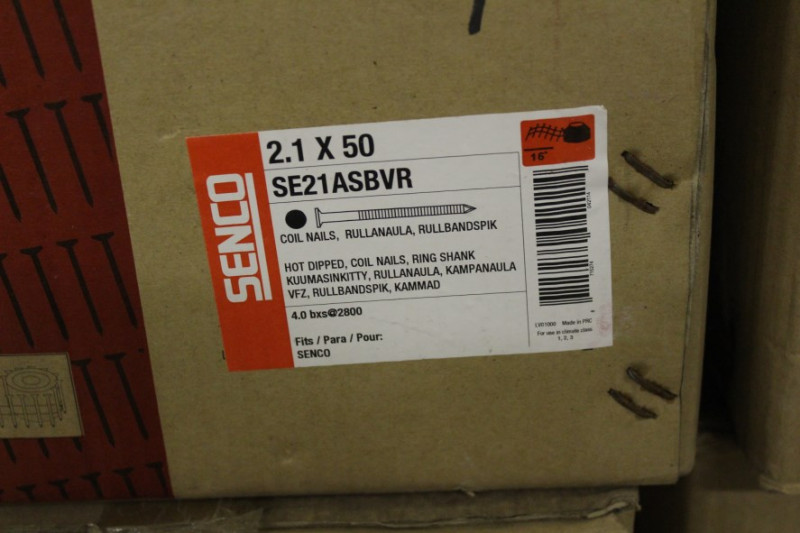 SENCO
2.1 X 50
SE21ASBVR
16°
COIL NAILS, RULLANAULA, RULLBANDSPIK
HOT DIPPED, COIL NAILS, RING SHANK
KUUMASINKITTY, RULLANAULA, KAMPANAULA
VFZ, RULLBANDSPIK, KAMMAD
4.0 bxs@2800
Fits / Para / Pour:
SENCO
Made in PRC
For use in climate class
1, 2, 3